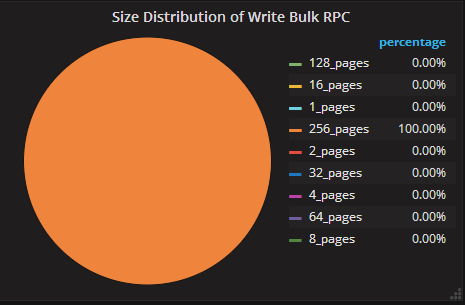 Size Distribution of Write Bulk RPC
percentage
128_pages 0.00%
16_pages 0.00%
1_pages 0.00%
256_pages 100.00%
2_pages 0.00%
32_pages 0.00%
4_pages 0.00%
64_pages 0.00%
8_pages 0.00%